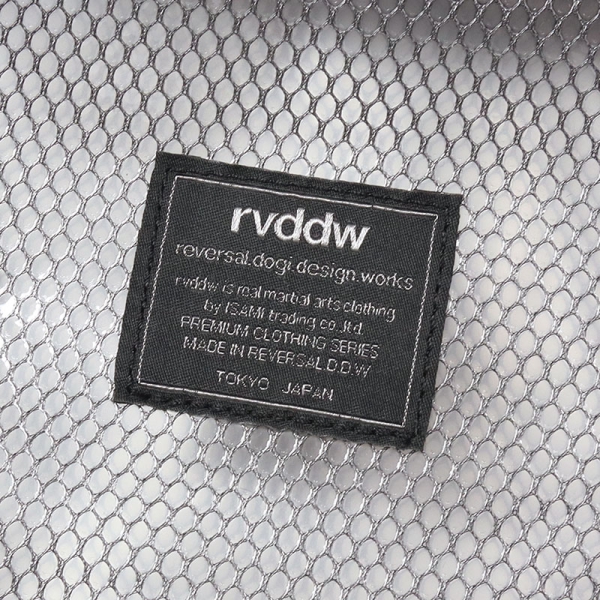 rvddw
reversal.dogi.design.works
rvddw is real martial arts clothing
by ISAMI trading co.,ltd.
PREMIUM CLOTHING SERIES
MADE IN REVERSAL.D.D.W
TOKYO JAPAN